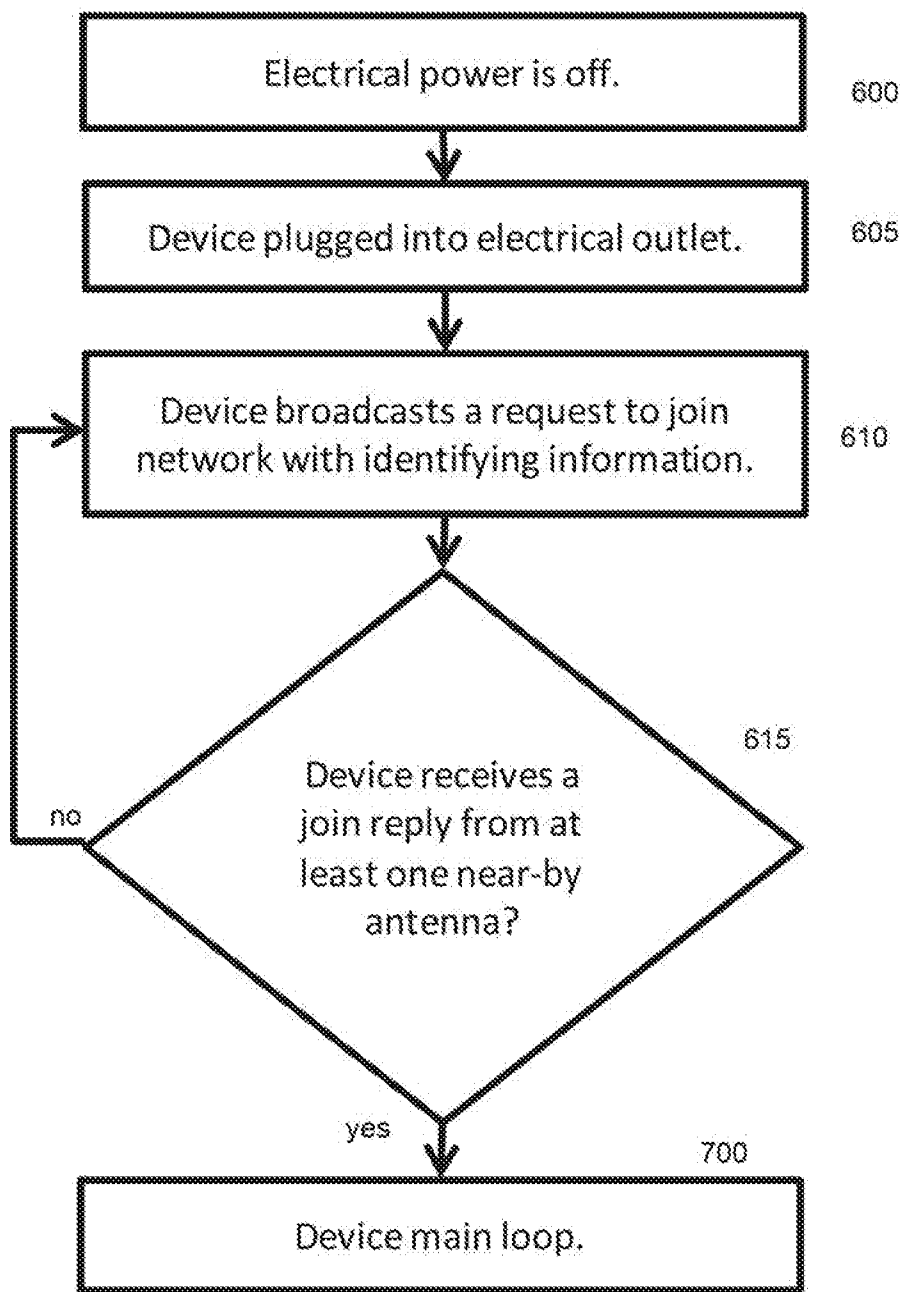 Electrical power is off.
600
Device plugged into electrical outlet.
605
Device broadcasts a request to join
network with identifying information.
610
615
Device receives a
join reply from at
least one near-by
antenna?
no
yes
700
Device main loop.